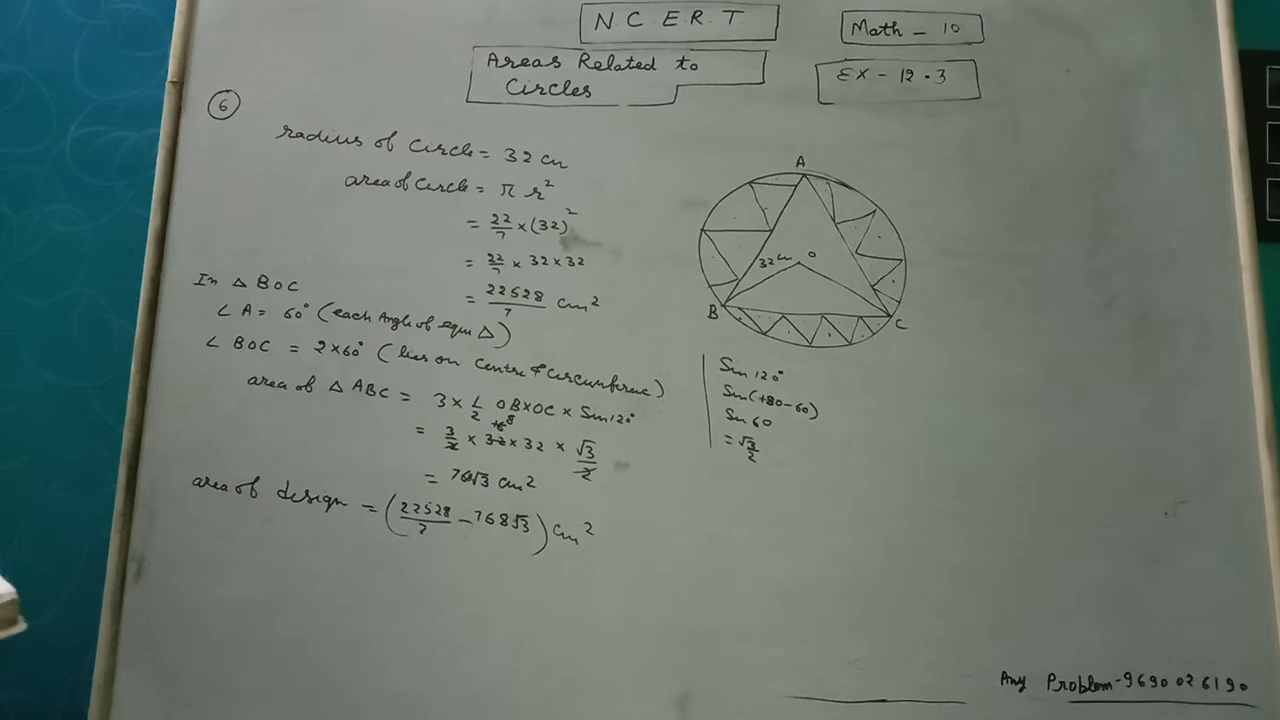 N C E R T
Math - 10
Areas Related to
Circles
EX - 12.3
6
radius of circle = 32 cm
area of circle = π r²
= 22/7 × (32)²
= 22/7 × 32 × 32
= 22528/7 cm²
In △ BOC
∠ A = 60° (each Angle of equ △)
∠ BOC = 2 × 60° (lies on centre & circumference)
area of △ ABC = 3 × 1/2 OB × OC × Sin 120°
= 3/2 × 32 × 32 × √3/2
= 768√3 cm²
area of design = (22528/7 - 768√3) cm²
A
32 cm
O
B
C
Sin 120°
Sin (180 - 60)
Sin 60
= √3/2
Any Problem - 9690026190